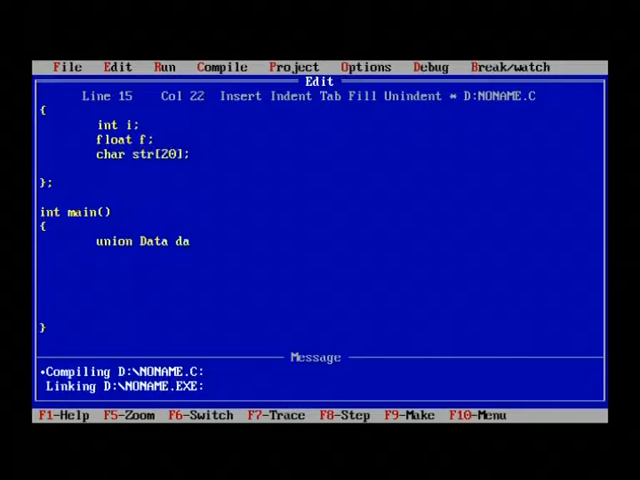 File Edit Run Compile Project Options Debug Break/watch
Edit
Line 15 Col 22 Insert Indent Tab Fill Unindent * D:NONAME.C
{
int i;
float f;
char str[20];
};
int main()
{
union Data da
}
Message
•Compiling D:\NONAME.C:
Linking D:\NONAME.EXE:
F1-Help F5-Zoom F6-Switch F7-Trace F8-Step F9-Make F10-Menu